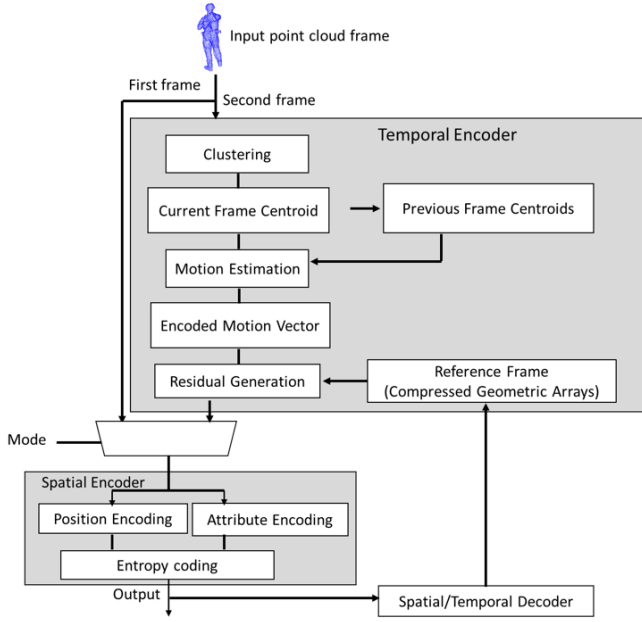 Input point cloud frame
First frame
Second frame
Temporal Encoder
Clustering
Current Frame Centroid
Previous Frame Centroids
Motion Estimation
Encoded Motion Vector
Residual Generation
Reference Frame
(Compressed Geometric Arrays)
Mode
Spatial Encoder
Position Encoding
Attribute Encoding
Entropy coding
Output
Spatial/Temporal Decoder